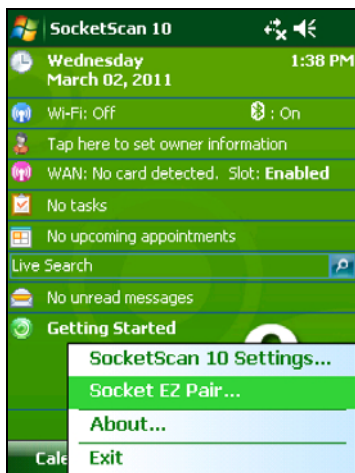 SocketScan 10
Wednesday 1:38 PM
March 02, 2011
Wi-Fi: Off : On
Tap here to set owner information
WAN: No card detected. Slot: Enabled
No tasks
No upcoming appointments
Live Search
No unread messages
Getting Started
SocketScan 10 Settings...
Socket EZ Pair...
About...
Exit
Cale